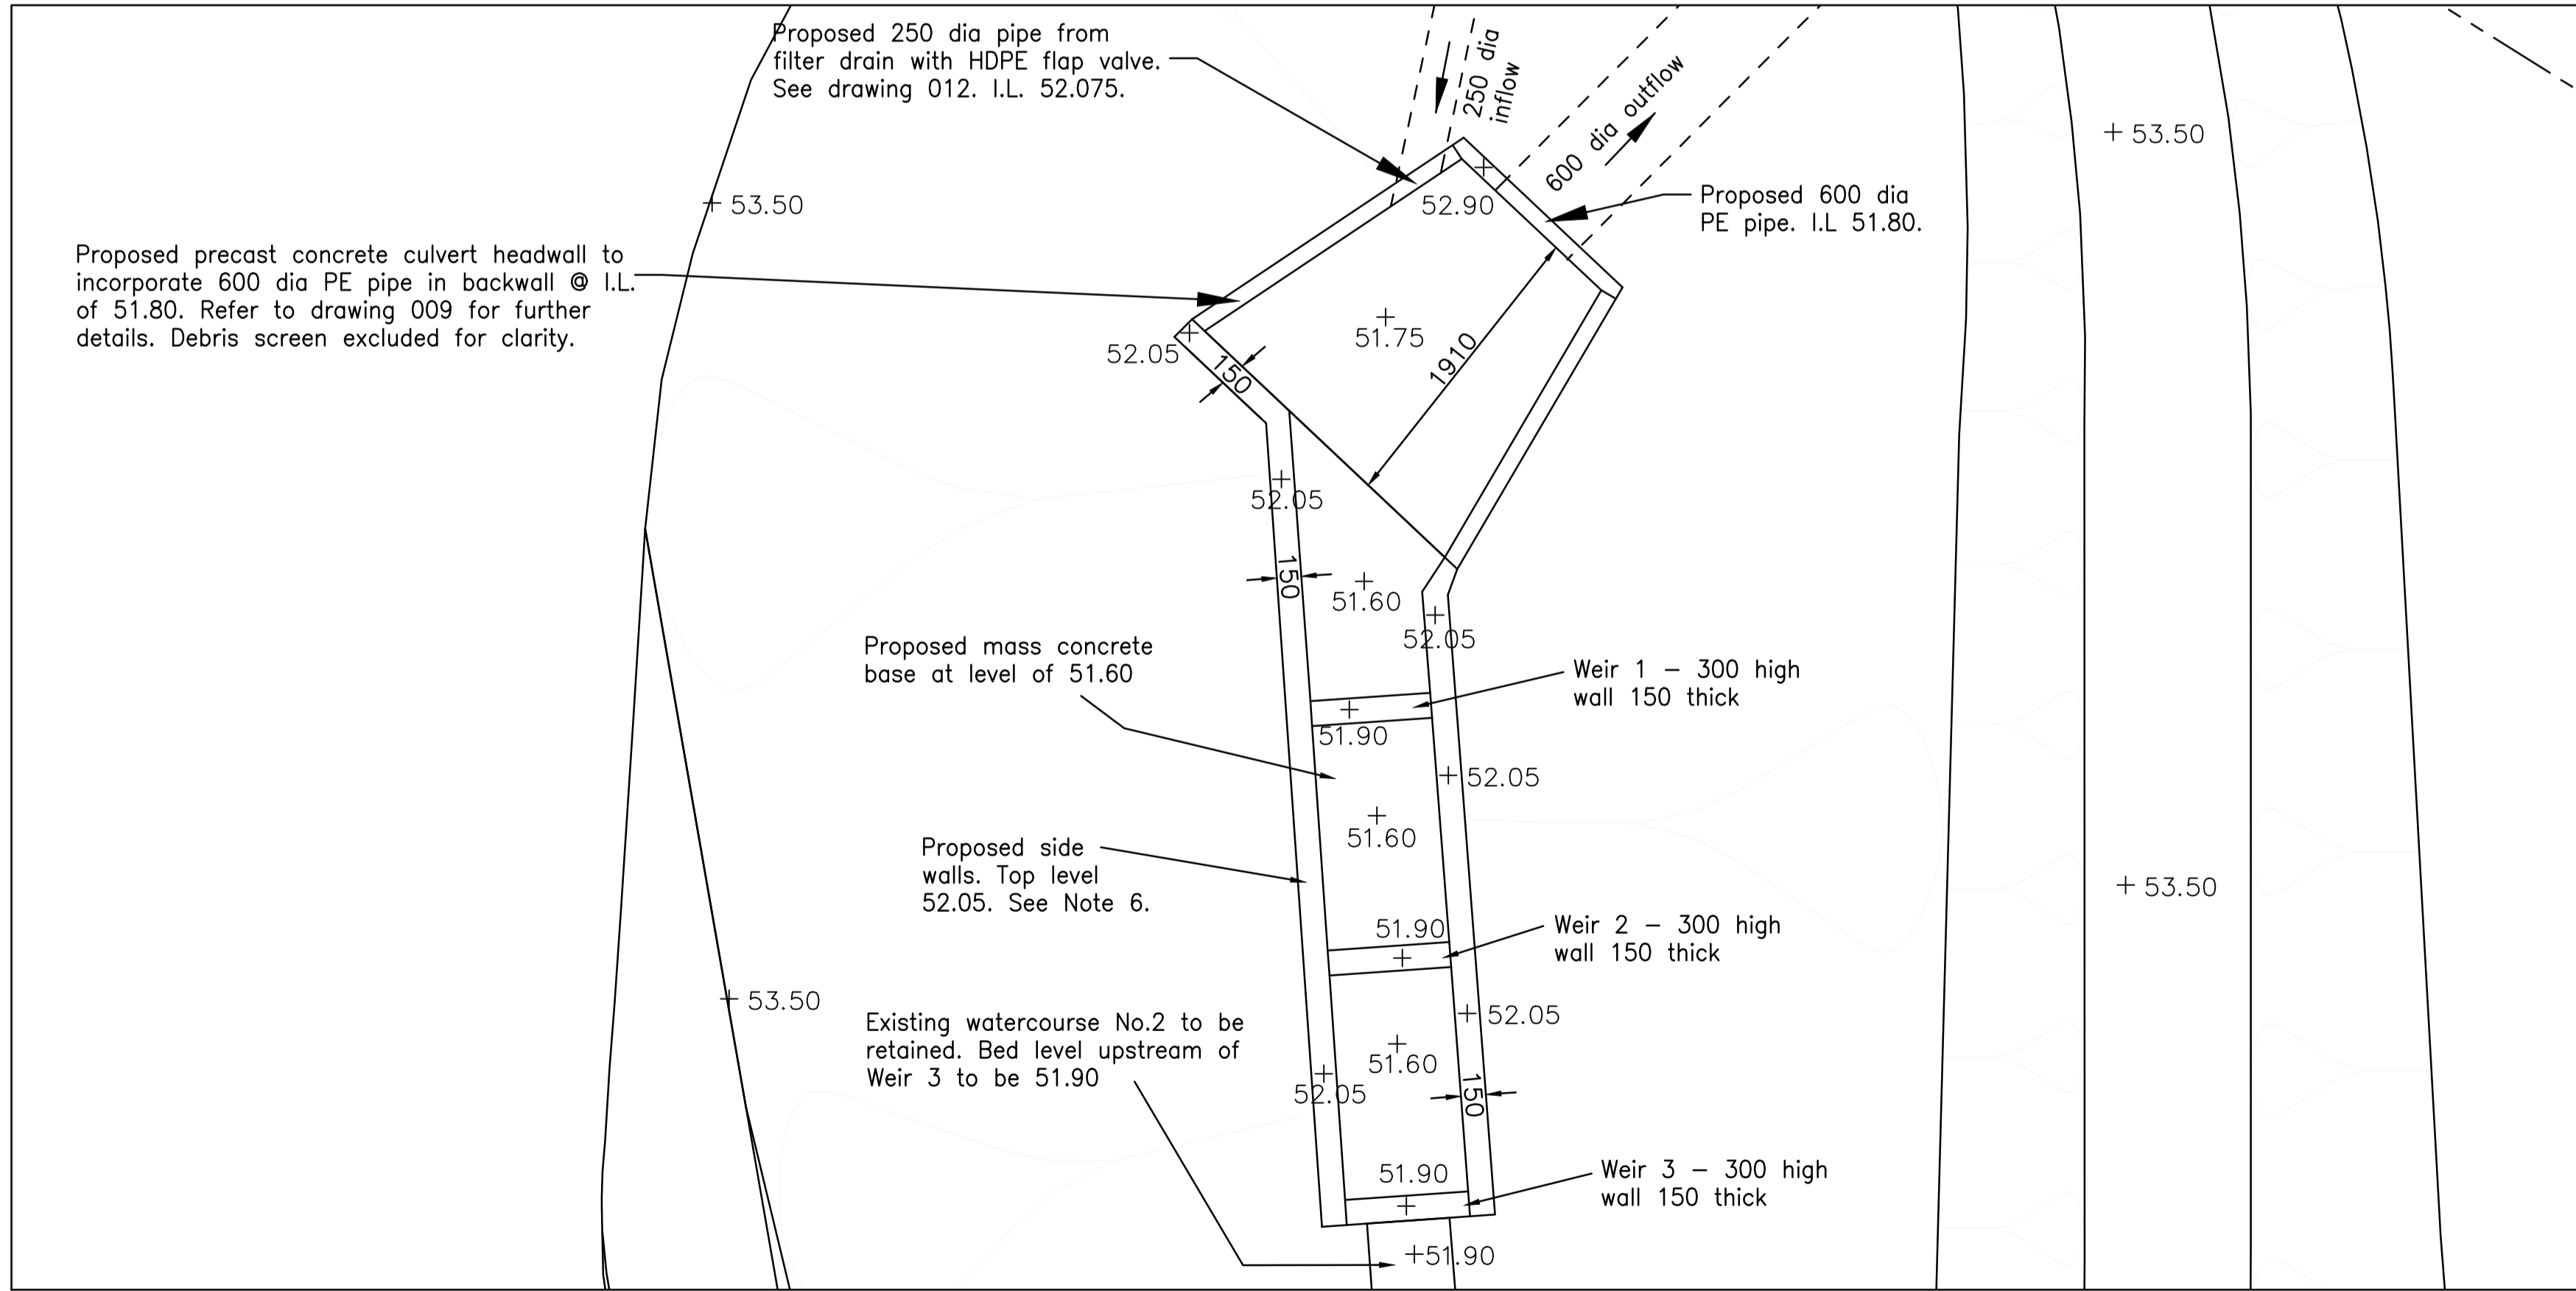 Proposed 250 dia pipe from
filter drain with HDPE flap valve.
See drawing 012. I.L. 52.075.
250 dia
inflow
600 dia outflow
53.50
53.50
Proposed 600 dia
PE pipe. I.L 51.80.
52.90
Proposed precast concrete culvert headwall to
incorporate 600 dia PE pipe in backwall @ I.L.
of 51.80. Refer to drawing 009 for further
details. Debris screen excluded for clarity.
52.05
150
51.75
1910
52.05
150
51.60
52.05
Proposed mass concrete
base at level of 51.60
Weir 1 – 300 high
wall 150 thick
51.90
52.05
51.60
Proposed side
walls. Top level
52.05. See Note 6.
53.50
51.90
Weir 2 – 300 high
wall 150 thick
53.50
52.05
Existing watercourse No.2 to be
retained. Bed level upstream of
Weir 3 to be 51.90
51.60
52.05
150
51.90
Weir 3 – 300 high
wall 150 thick
51.90